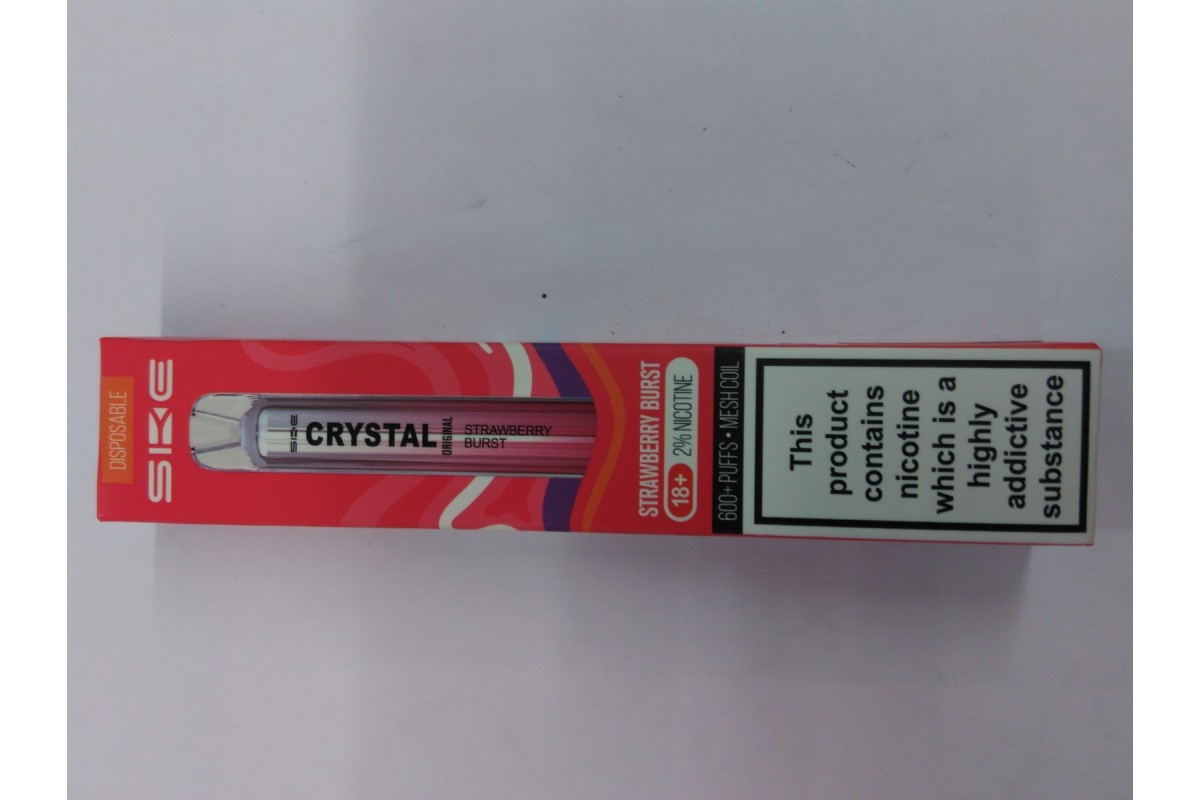 DISPOSABLE
SKE
SKE
CRYSTAL
ORIGINAL
STRAWBERRY
BURST
STRAWBERRY BURST
18+ 2% NICOTINE
600+ PUFFS • MESH COIL
This
product
contains
nicotine
which is a
highly
addictive
substance